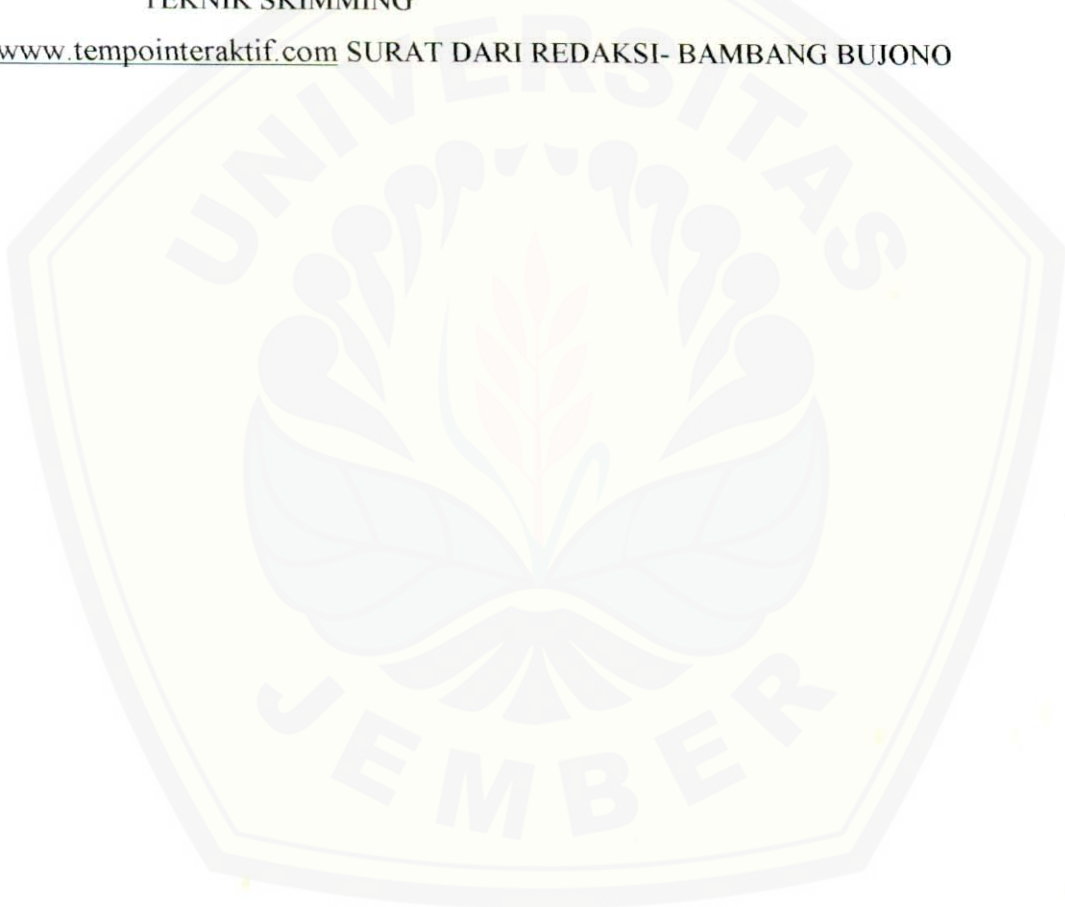 TEKNIK SKIMMING
www.tempointeraktif.com SURAT DARI REDAKSI- BAMBANG BUJONO
UNIVERSITAS
JEMBER